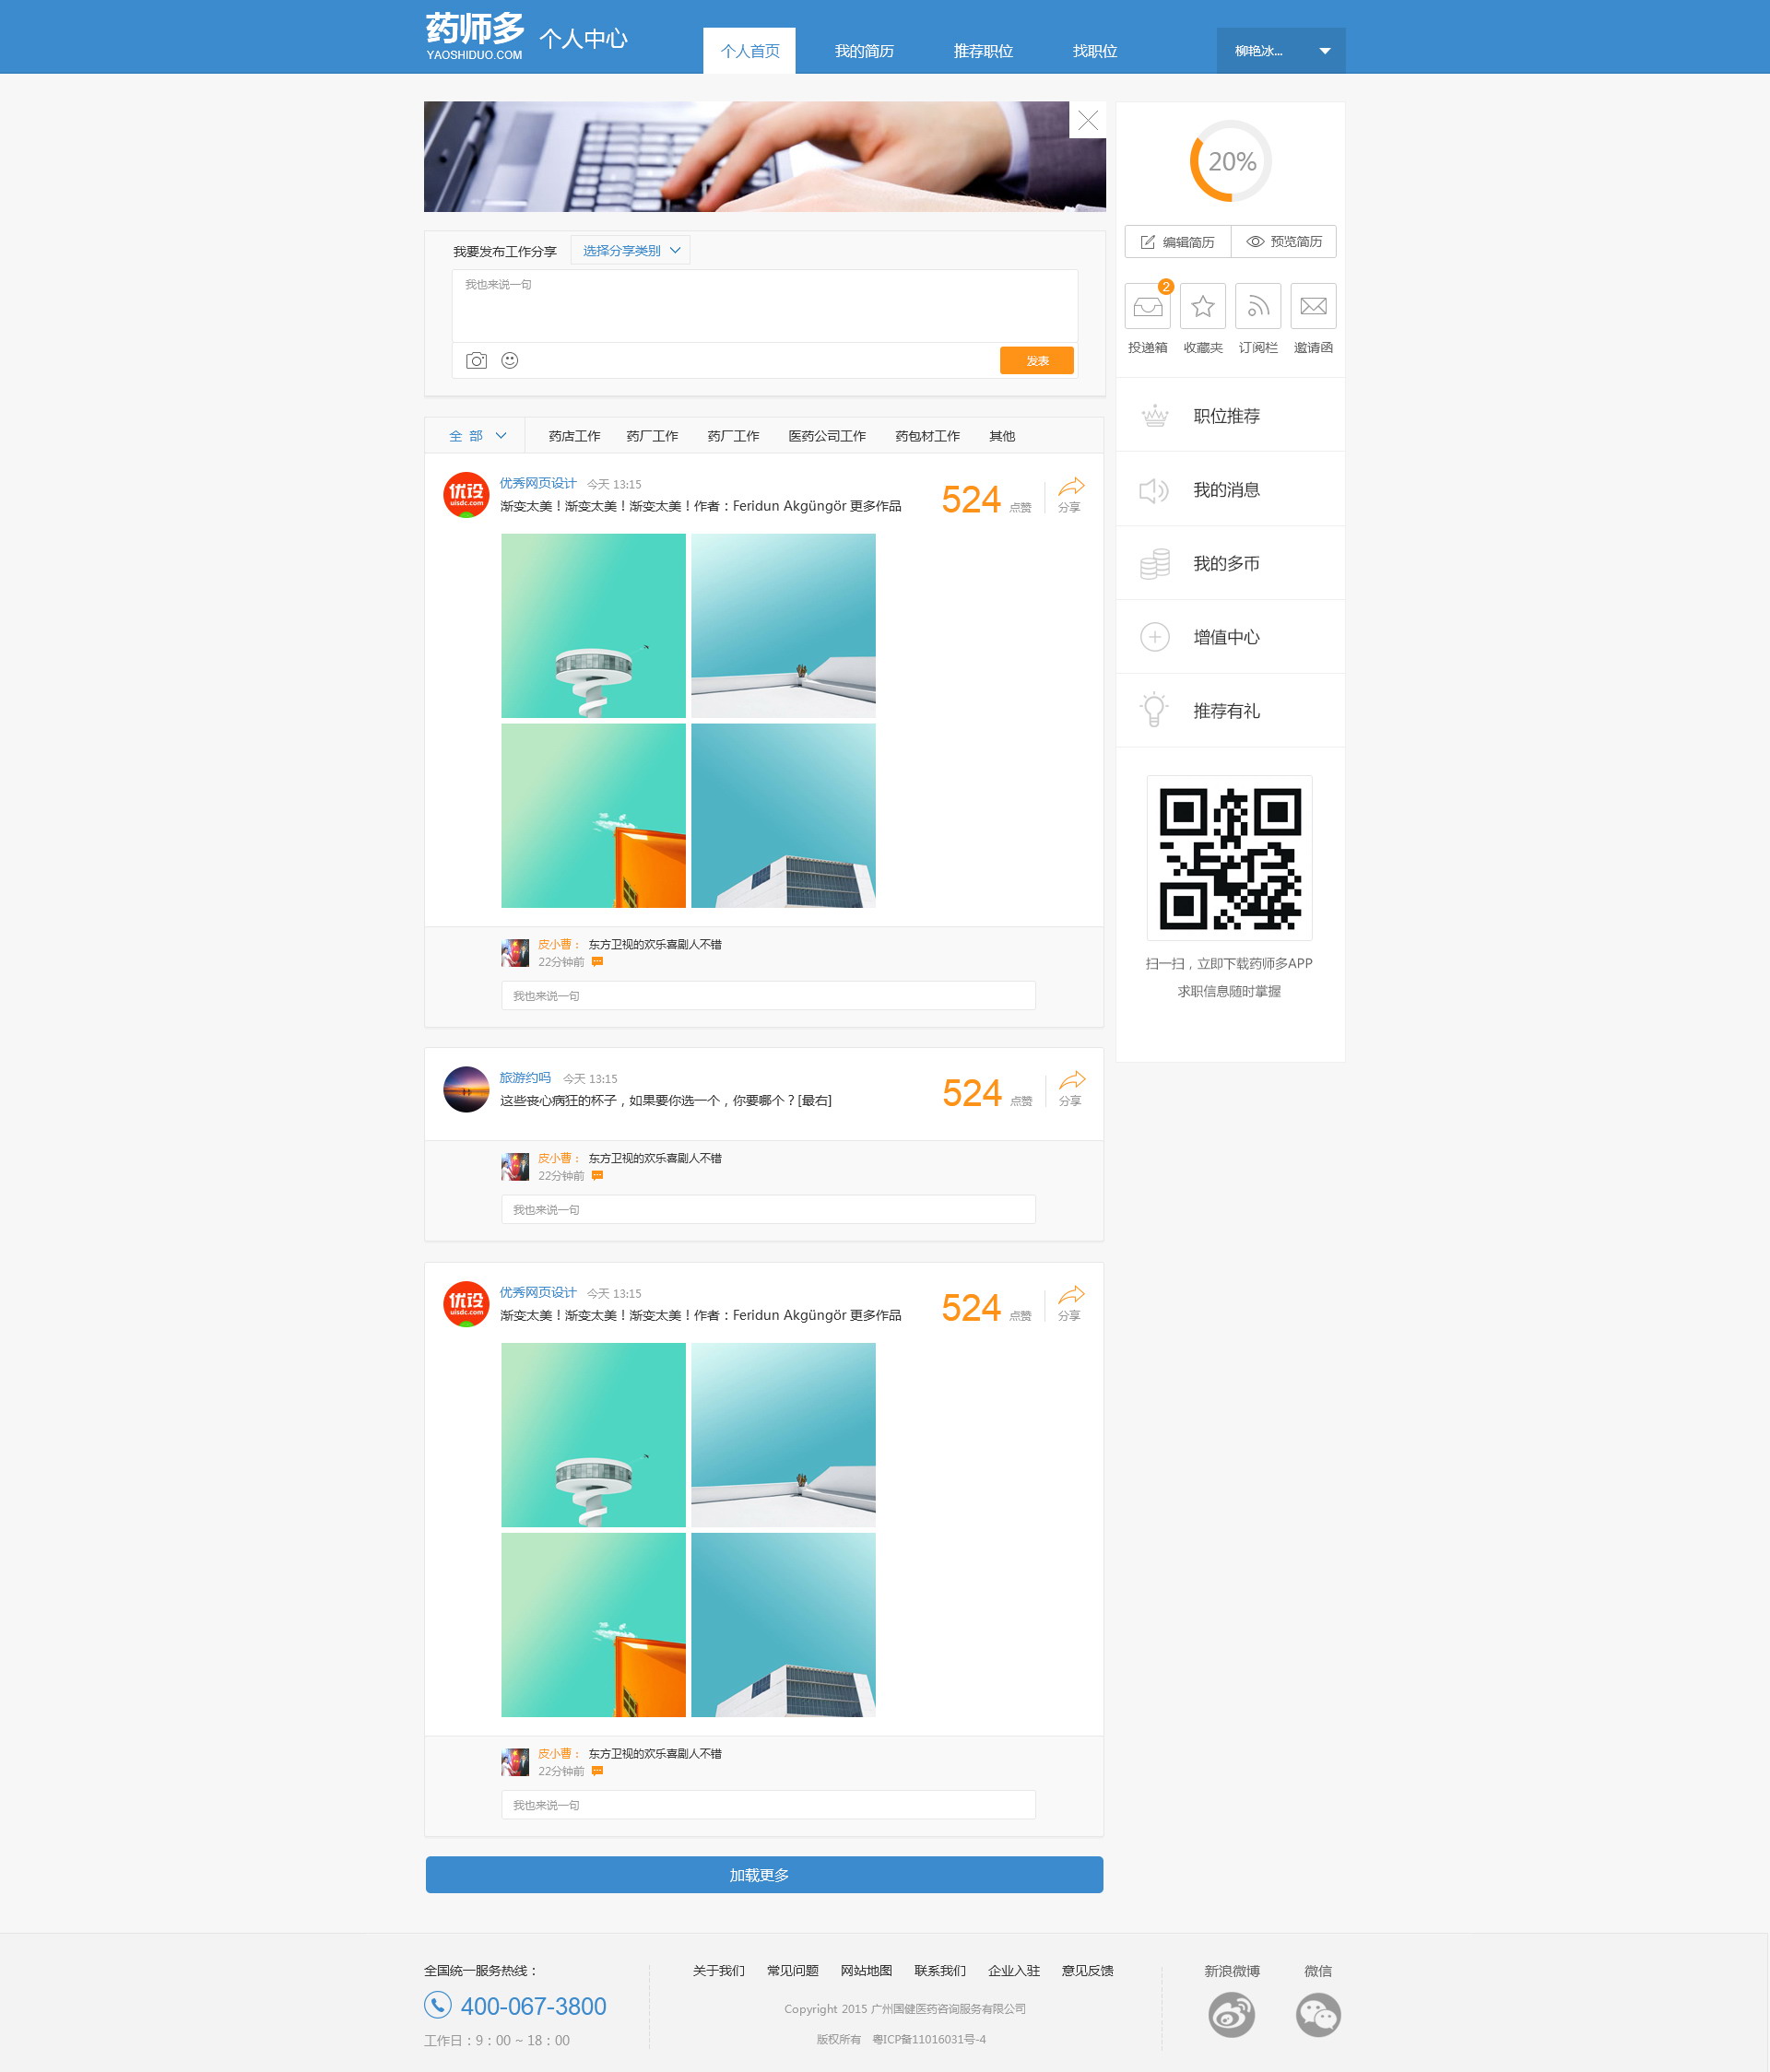 药师多 个人中心
YAOSHIDUO.COM
个人首页 我的简历 推荐职位 找职位
柳艳冰...
20%
编辑简历 预览简历
2
投递箱 收藏夹 订阅栏 邀请函
职位推荐
我的消息
我的多币
增值中心
推荐有礼
扫一扫，立即下载药师多APP
求职信息随时掌握
我要发布工作分享 选择分享类别
我也来说一句
发表
全 部 药店工作 药厂工作 药厂工作 医药公司工作 药包材工作 其他
优设
uisdc.com
优秀网页设计 今天 13:15
渐变太美！渐变太美！渐变太美！作者：Feridun Akgüngör 更多作品
524 点赞 分享
皮小曹： 东方卫视的欢乐喜剧人不错
22分钟前
我也来说一句
旅游约吗 今天 13:15
这些丧心病狂的杯子，如果要你选一个，你要哪个？[最右]
524 点赞 分享
皮小曹： 东方卫视的欢乐喜剧人不错
22分钟前
我也来说一句
优设
uisdc.com
优秀网页设计 今天 13:15
渐变太美！渐变太美！渐变太美！作者：Feridun Akgüngör 更多作品
524 点赞 分享
皮小曹： 东方卫视的欢乐喜剧人不错
22分钟前
我也来说一句
加载更多
全国统一服务热线：
400-067-3800
工作日：9：00 ~ 18：00
关于我们 常见问题 网站地图 联系我们 企业入驻 意见反馈
Copyright 2015 广州国健医药咨询服务有限公司
版权所有 粤ICP备11016031号-4
新浪微博 微信